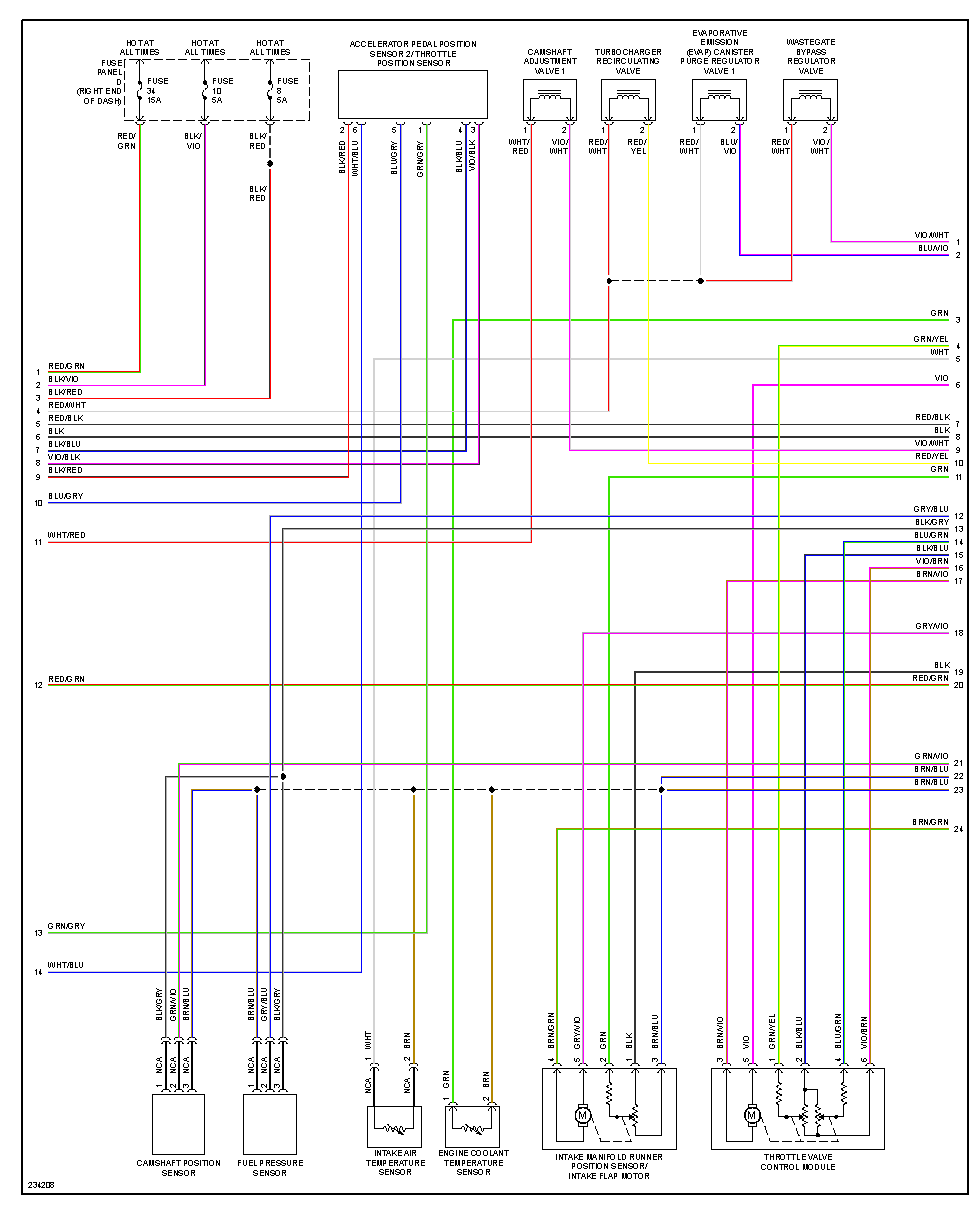 HOT AT
ALL TIMES
HOT AT
ALL TIMES
HOT AT
ALL TIMES
FUSE
PANEL
D
(RIGHT END
OF DASH)
FUSE
34
15A
FUSE
10
5A
FUSE
8
5A
RED/
GRN
BLK/
VIO
BLK/
RED
BLK/
RED
ACCELERATOR PEDAL POSITION
SENSOR 2/THROTTLE
POSITION SENSOR
2 6 5 1 4 3
BLK/RED
WHT/BLU
BLU/GRY
GRN/GRY
BLK/BLU
VIO/BLK
CAMSHAFT
ADJUSTMENT
VALVE 1
1 2
WHT/
RED
VIO/
WHT
TURBOCHARGER
RECIRCULATING
VALVE
1 2
RED/
WHT
RED/
YEL
EVAPORATIVE
EMISSION
(EVAP) CANISTER
PURGE REGULATOR
VALVE 1
1 2
RED/
WHT
BLU/
VIO
WASTEGATE
BYPASS
REGULATOR
VALVE
1 2
RED/
WHT
VIO/
WHT
1 RED/GRN
2 BLK/VIO
3 BLK/RED
4 RED/WHT
5 RED/BLK
6 BLK
7 BLK/BLU
8 VIO/BLK
9 BLK/RED
10 BLU/GRY
11 WHT/RED
12 RED/GRN
13 GRN/GRY
14 WHT/BLU
VIO/WHT 1
BLU/VIO 2
GRN 3
GRN/YEL 4
WHT 5
VIO 6
RED/BLK 7
BLK 8
VIO/WHT 9
RED/YEL 10
GRN 11
GRY/BLU 12
BLK/GRY 13
BLU/GRN 14
BLK/BLU 15
VIO/BRN 16
BRN/VIO 17
GRY/VIO 18
BLK 19
RED/GRN 20
GRN/VIO 21
BRN/BLU 22
BRN/BLU 23
BRN/GRN 24
BLK/GRY
GRN/VIO
BRN/BLU
1 NCA
2 NCA
3 NCA
CAMSHAFT POSITION
SENSOR
BRN/BLU
GRY/BLU
BLK/GRY
1 NCA
2 NCA
3 NCA
FUEL PRESSURE
SENSOR
1 WHT
2 BRN
NCA
NCA
INTAKE AIR
TEMPERATURE
SENSOR
1 GRN
2 BRN
ENGINE COOLANT
TEMPERATURE
SENSOR
4 BRN/GRN
5 GRY/VIO
2 GRN
1 BLK
3 BRN/BLU
M
INTAKE MANIFOLD RUNNER
POSITION SENSOR/
INTAKE FLAP MOTOR
3 BRN/VIO
5 VIO
1 GRN/YEL
2 BLK/BLU
4 BLU/GRN
6 VIO/BRN
M
THROTTLE VALVE
CONTROL MODULE
234208